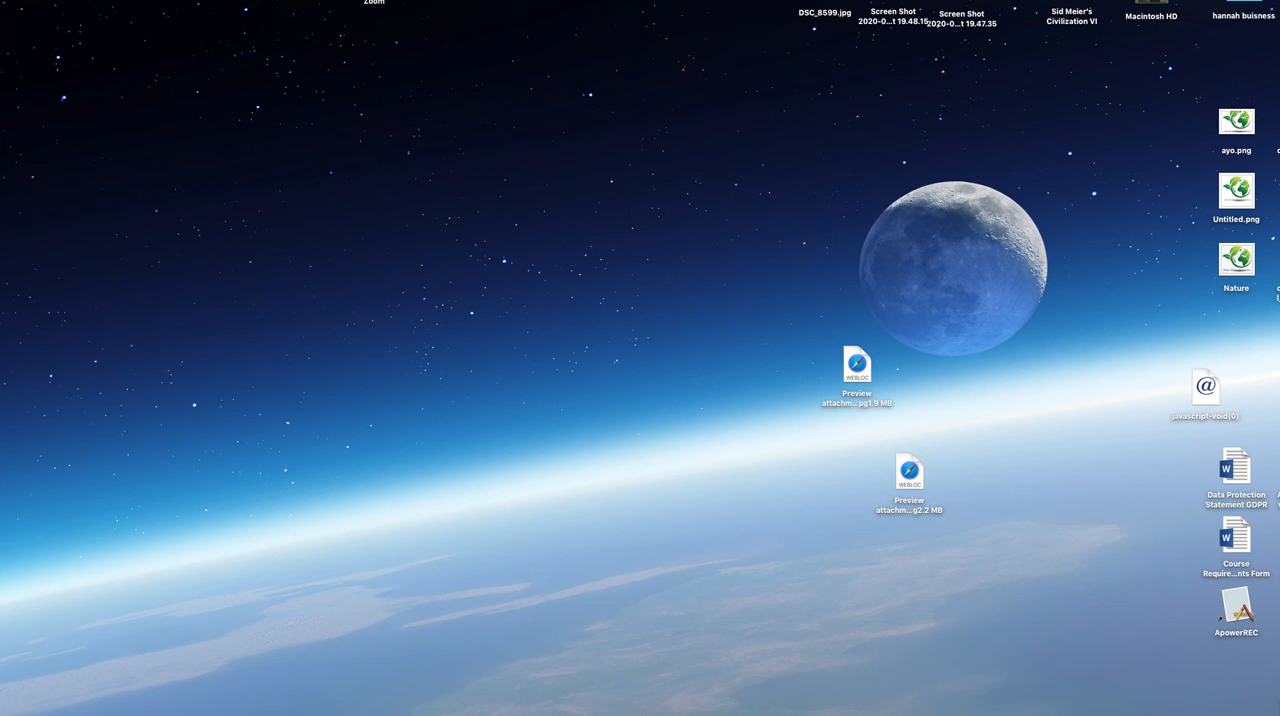 Zoom
DSC_8599.jpg
Screen Shot
2020-0...t 19.48.15
Screen Shot
2020-0...t 19.47.35
Sid Meier's
Civilization VI
Macintosh HD
hannah buisness
ayo.png
Untitled.png
Nature
WEBLOC
Preview
attachm...pg1.9 MB
@
javascript-void(0)
WEBLOC
Preview
attachm...g2.2 MB
W
Data Protection
Statement GDPR
W
Course
Require...nts Form
ApowerREC